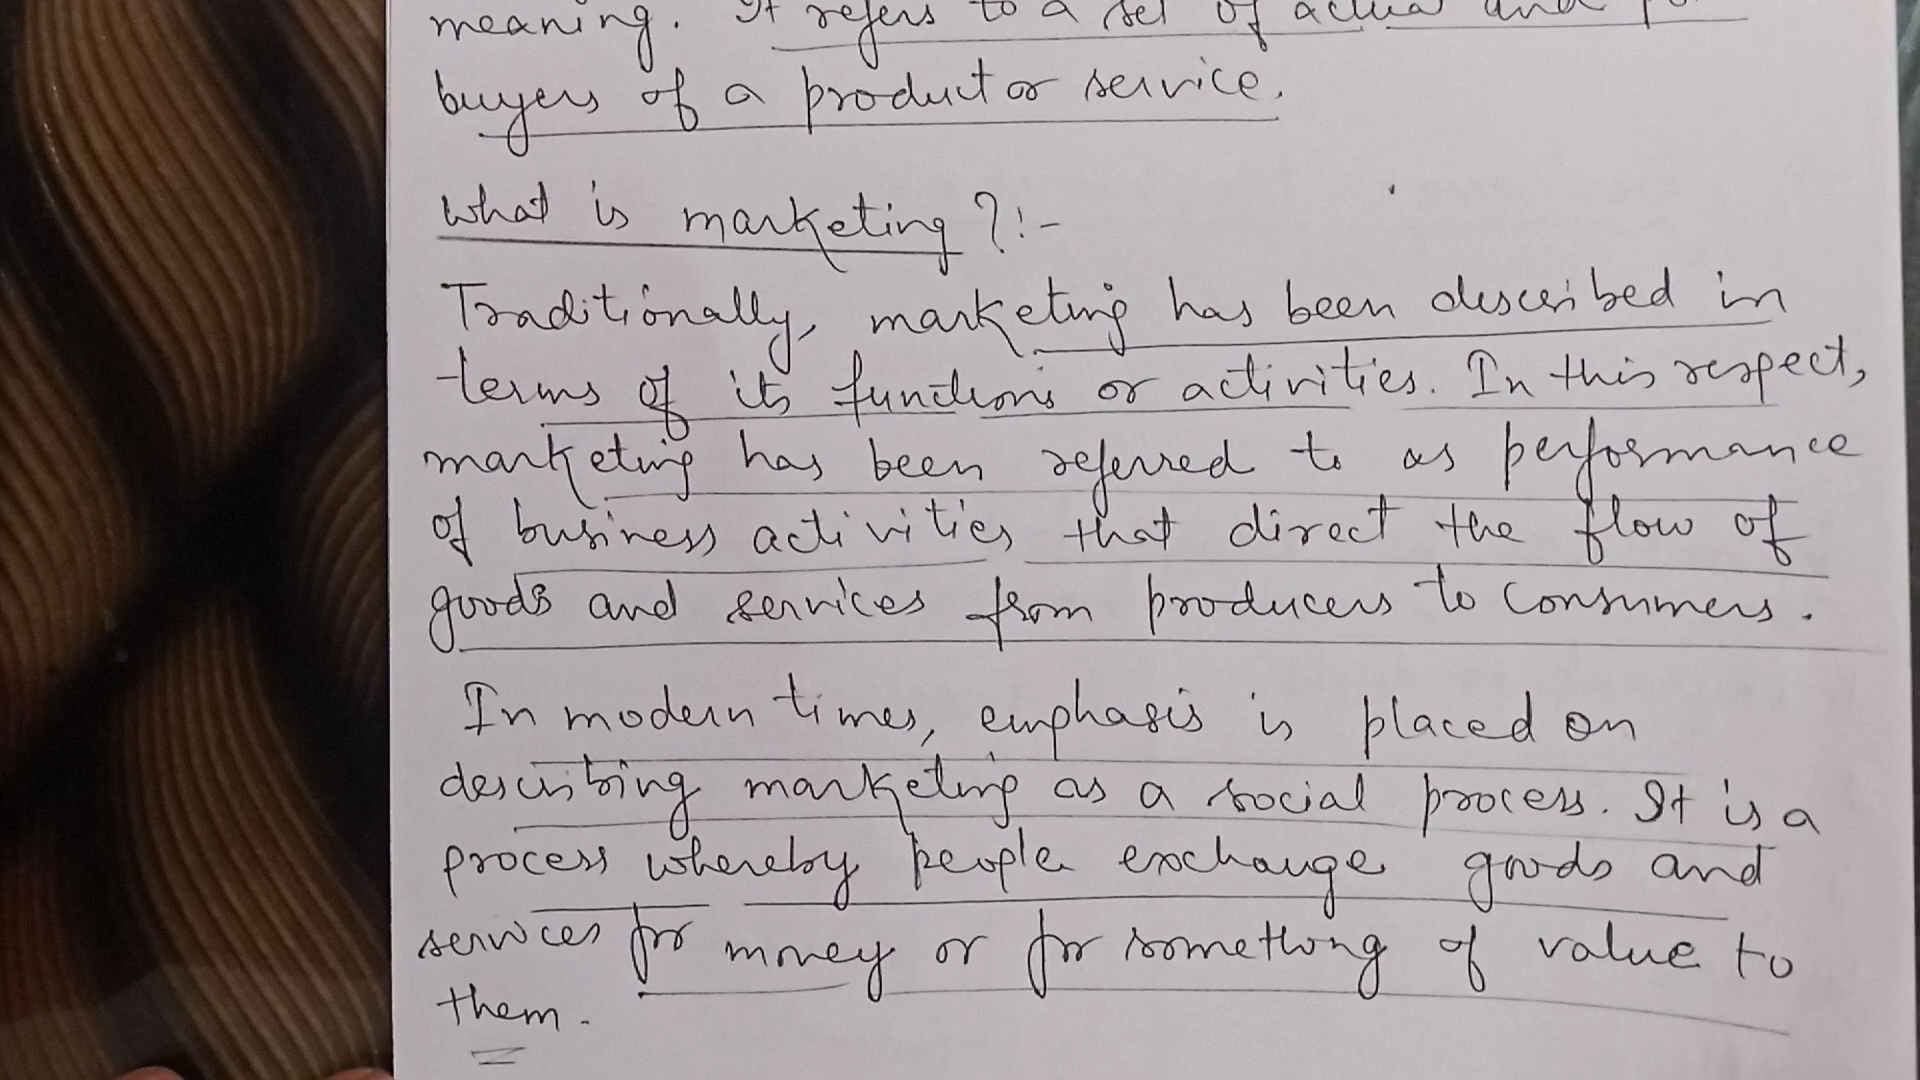 meaning. It refers to a set of actual and
buyers of a product or service.
What is marketing?:-
Traditionally, marketing has been described in
terms of its functions or activities. In this respect,
marketing has been referred to as performance
of business activities that direct the flow of
goods and services from producers to consumers.
In modern times, emphasis is placed on
describing marketing as a social process. It is a
process whereby people exchange goods and
services for money or for something of value to
them.